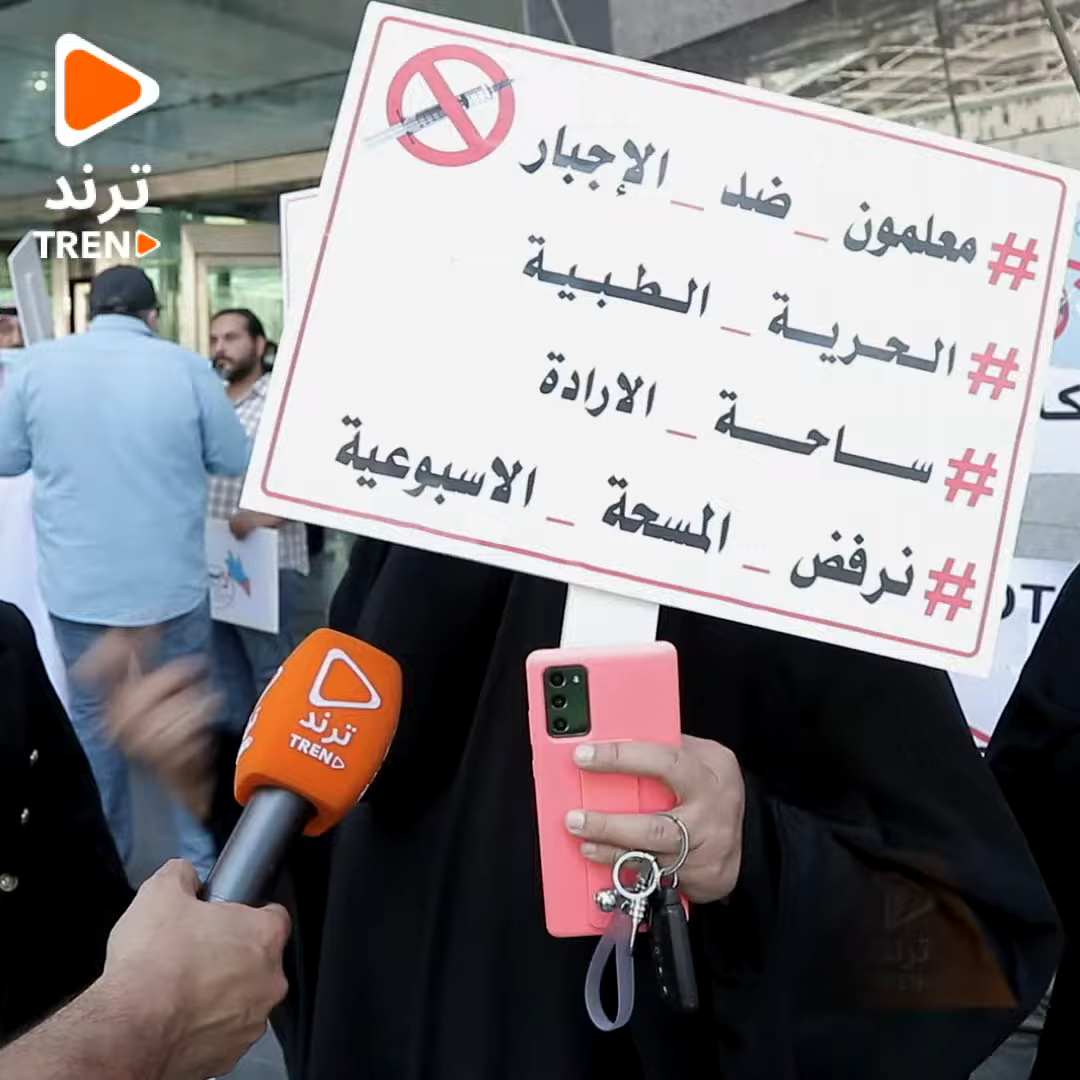 ترند
TREND
#معلمون_ضد_الإجبار
#الحرية_الطبية
#ساحة_الارادة
#نرفض_المسحة_الاسبوعية
ترند
TREND